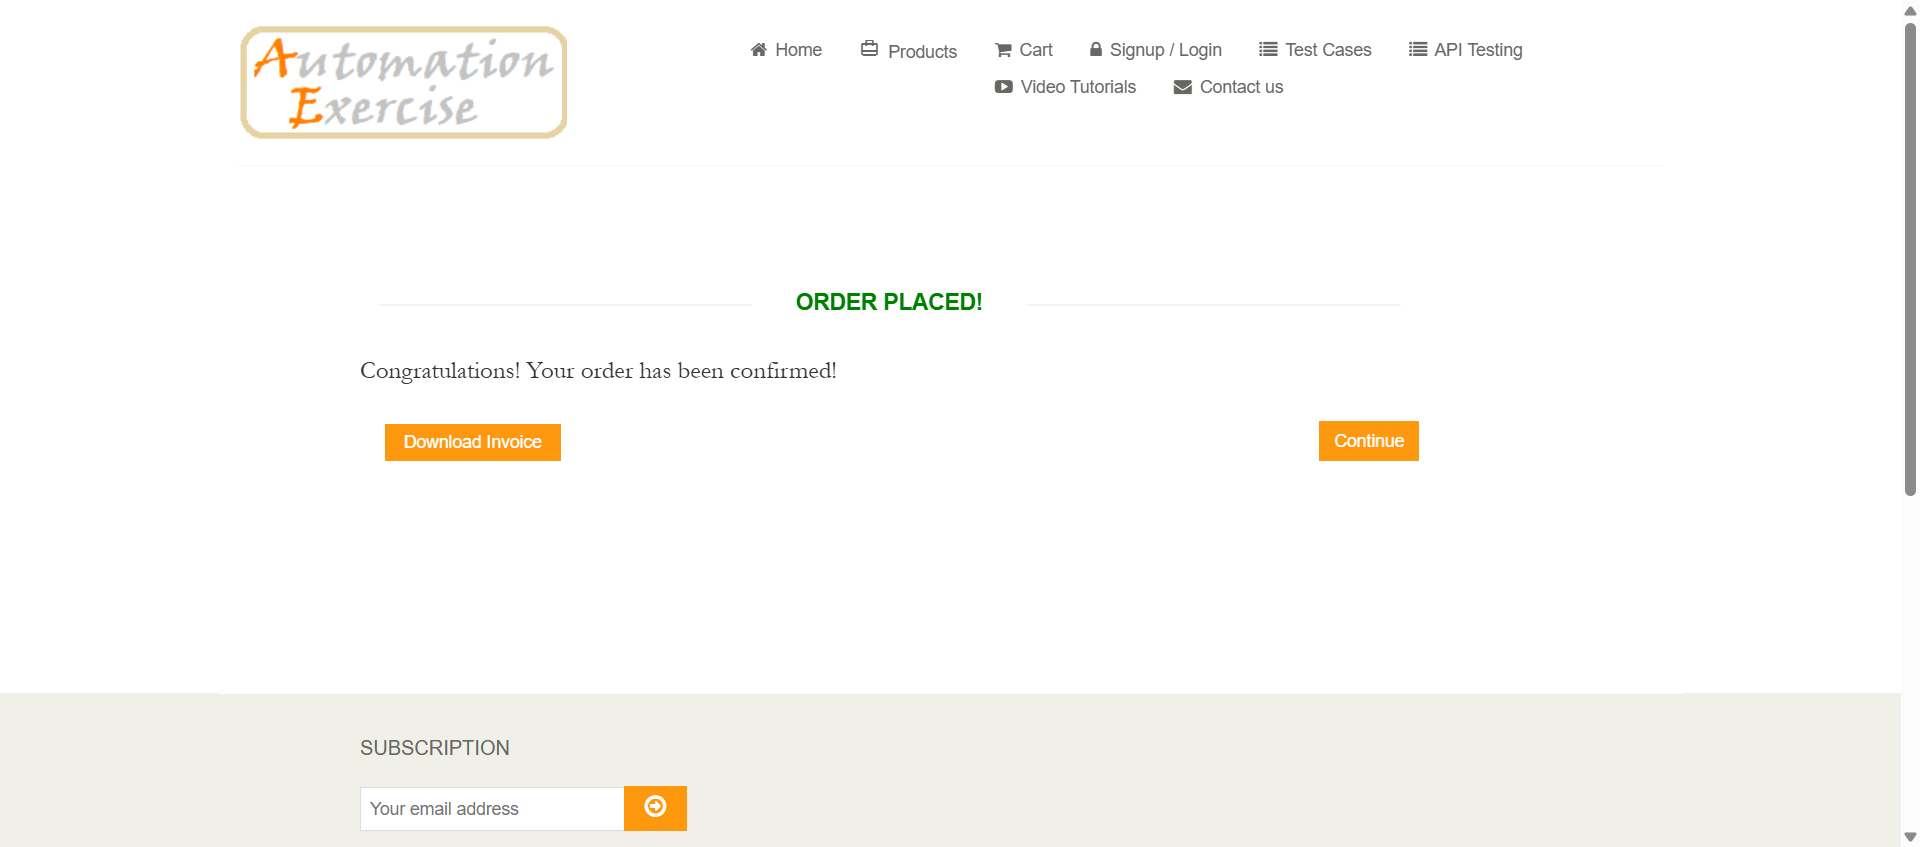 Automation
Exercise
Home
Products
Cart
Signup / Login
Test Cases
API Testing
Video Tutorials
Contact us
ORDER PLACED!
Congratulations! Your order has been confirmed!
Download Invoice
Continue
SUBSCRIPTION
Your email address